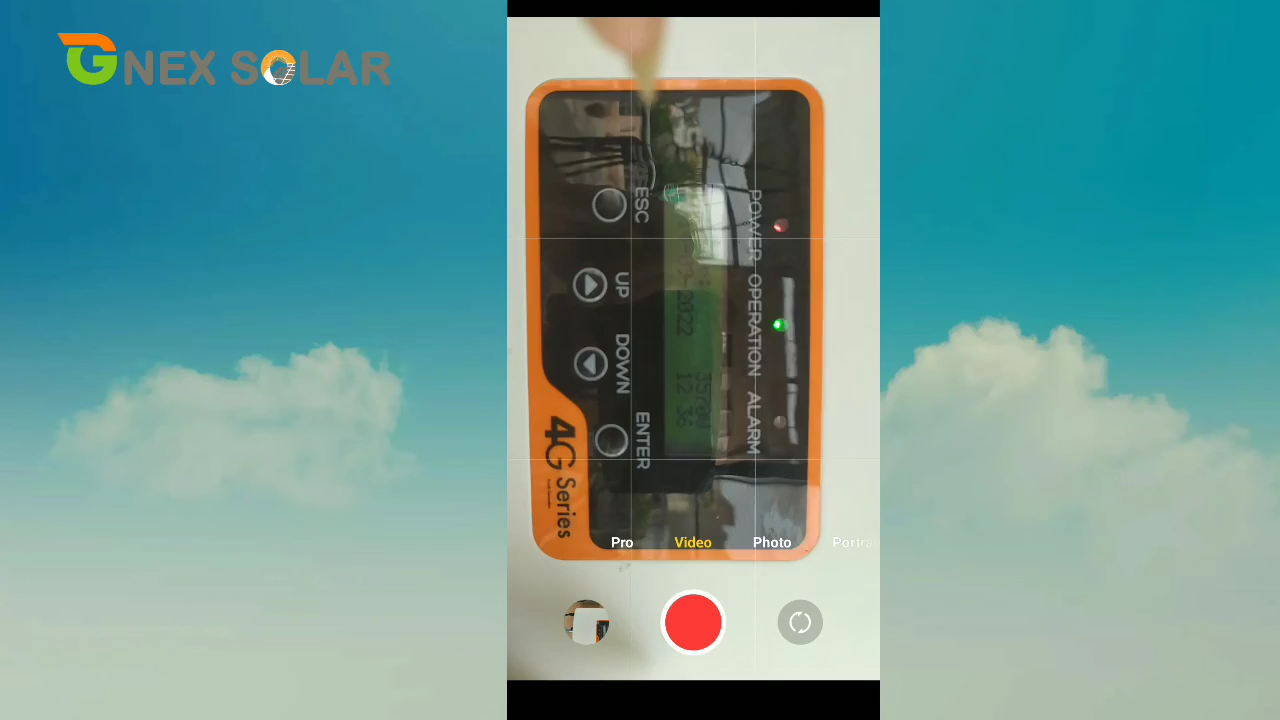 GNEX SOLAR
POWER
OPERATION
ALARM
2022 12 36
ESC
UP
DOWN
ENTER
4G Series
Pro
Video
Photo